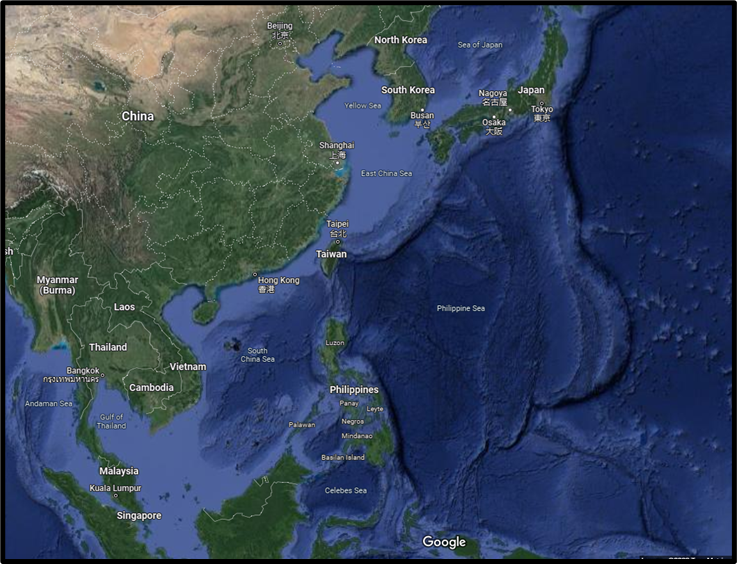 Beijing
北京
North Korea
Sea of Japan
South Korea
Nagoya
名古屋
Japan
Yellow Sea
China
Busan
부산
Osaka
大阪
Tokyo
東京
Shanghai
上海
East China Sea
Taipei
台北
Taiwan
sh
Myanmar
(Burma)
Hong Kong
香港
Laos
Philippine Sea
Thailand
Luzon
South
China Sea
Vietnam
Bangkok
กรุงเทพมหานคร
Cambodia
Philippines
Andaman Sea
Panay
Leyte
Gulf of
Thailand
Palawan
Negros
Mindanao
Basilan Island
Malaysia
Kuala Lumpur
Celebes Sea
Singapore
Google